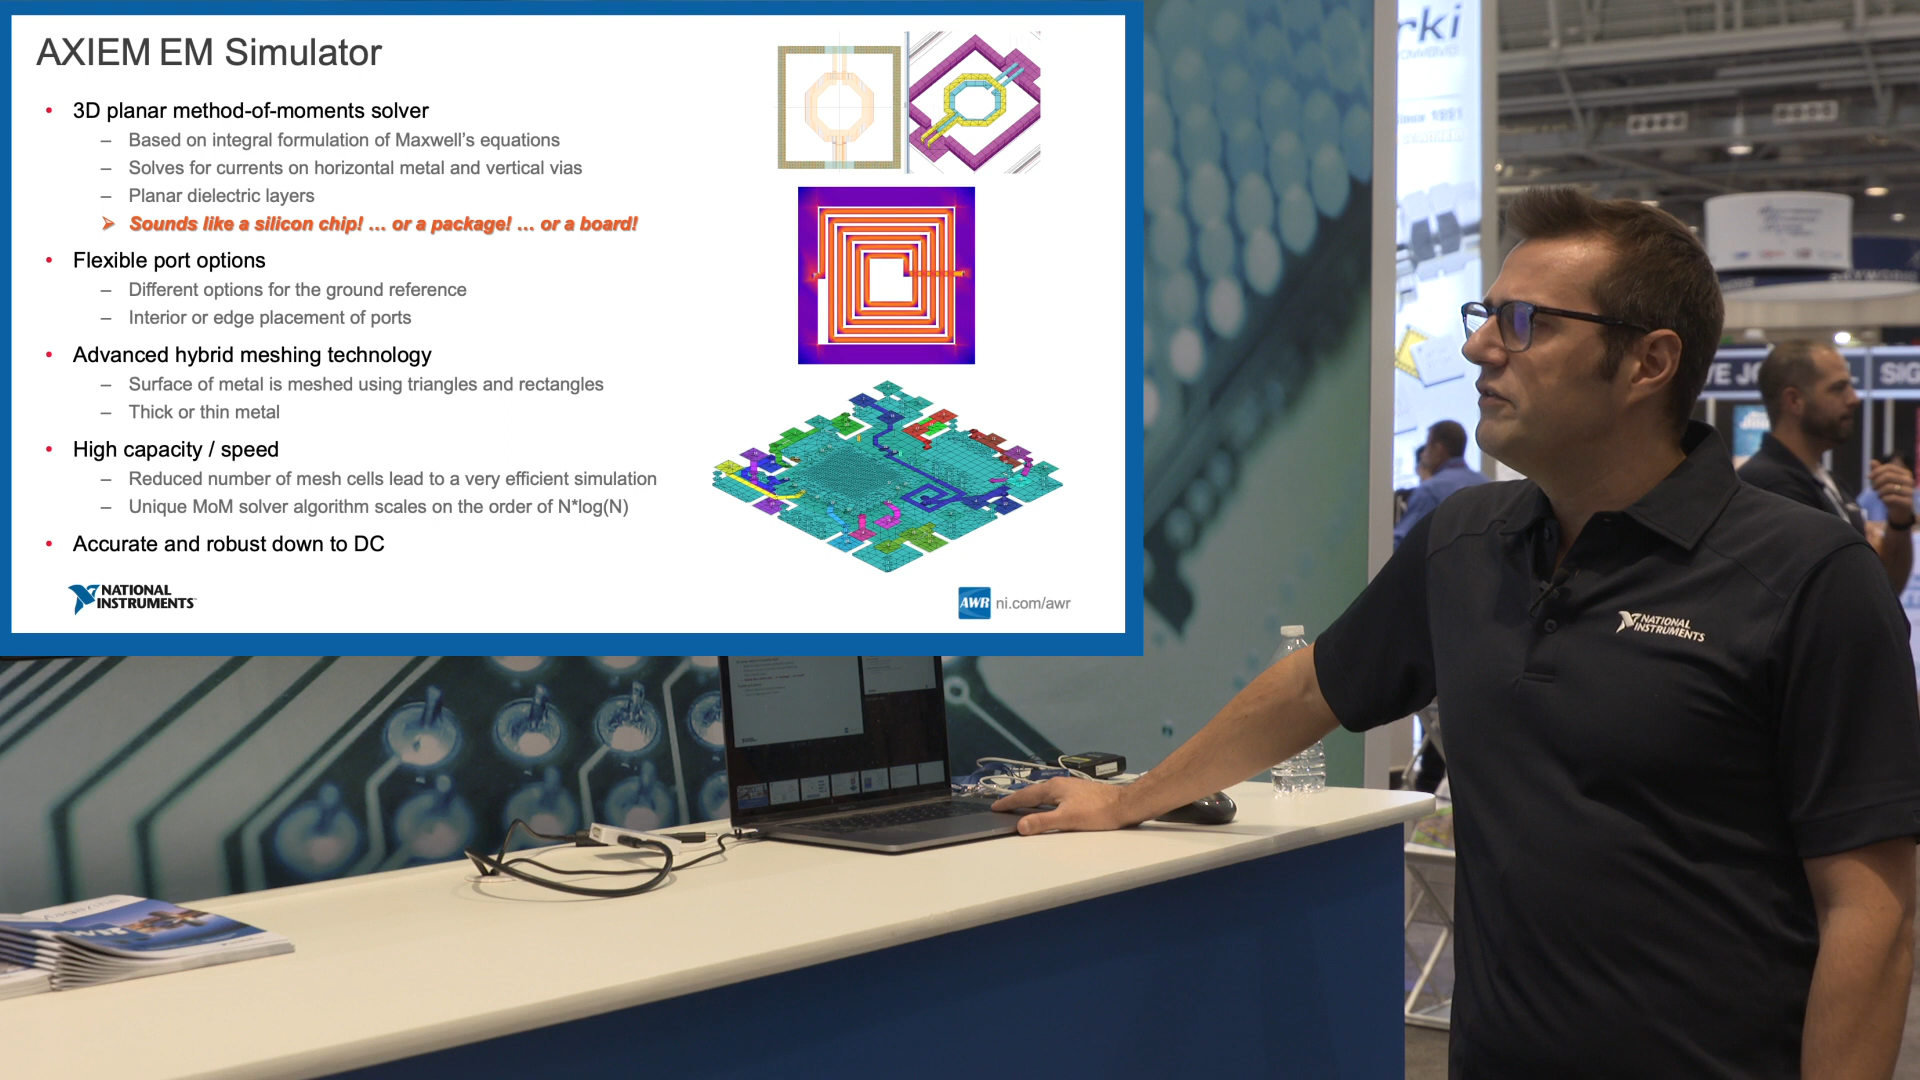 AXIEM EM Simulator
• 3D planar method-of-moments solver
– Based on integral formulation of Maxwell's equations
– Solves for currents on horizontal metal and vertical vias
– Planar dielectric layers
➢ Sounds like a silicon chip! ... or a package! ... or a board!
• Flexible port options
– Different options for the ground reference
– Interior or edge placement of ports
• Advanced hybrid meshing technology
– Surface of metal is meshed using triangles and rectangles
– Thick or thin metal
• High capacity / speed
– Reduced number of mesh cells lead to a very efficient simulation
– Unique MoM solver algorithm scales on the order of N*log(N)
• Accurate and robust down to DC
NATIONAL
INSTRUMENTS
AWR ni.com/awr
rki
NATIONAL
INSTRUMENTS
SIG